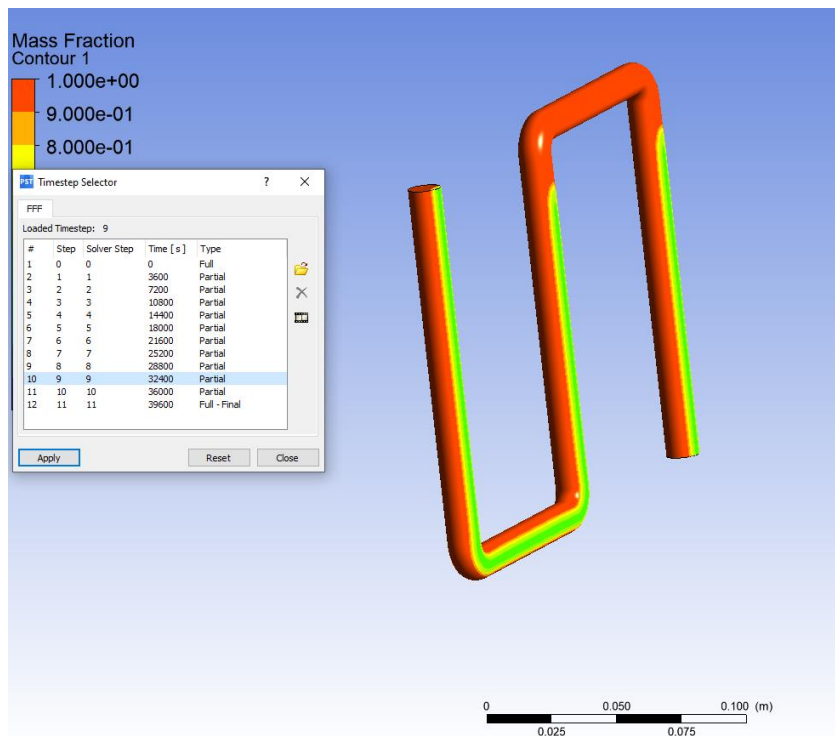 Mass Fraction
Contour 1
1.000e+00
9.000e-01
8.000e-01
PST Timestep Selector ? X
FFF
Loaded Timestep: 9
# Step Solver Step Time [ s ] Type
1 0 0 0 Full
2 1 1 3600 Partial
3 2 2 7200 Partial
4 3 3 10800 Partial
5 4 4 14400 Partial
6 5 5 18000 Partial
7 6 6 21600 Partial
8 7 7 25200 Partial
9 8 8 28800 Partial
10 9 9 32400 Partial
11 10 10 36000 Partial
12 11 11 39600 Full - Final
Apply Reset Close
0 0.050 0.100 (m)
0.025 0.075